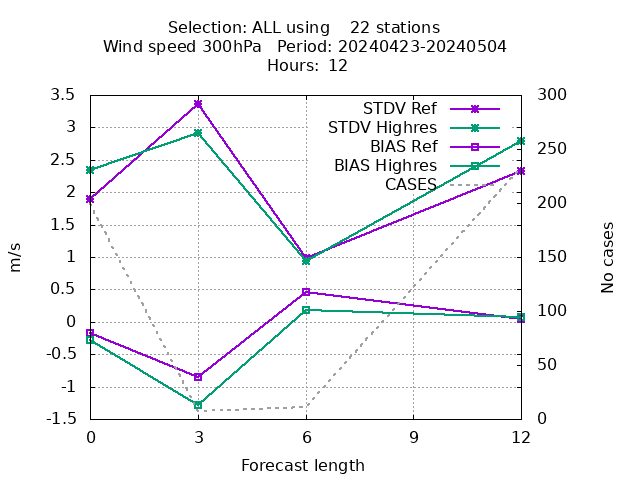 Selection: ALL using    22 stations
Wind speed 300hPa   Period: 20240423-20240504
Hours: 12
STDV Ref
STDV Highres
BIAS Ref
BIAS Highres
CASES
3.5
3
2.5
2
1.5
1
0.5
0
-0.5
-1
-1.5
300
250
200
150
100
50
0
m/s
No cases
0 3 6 9 12
Forecast length